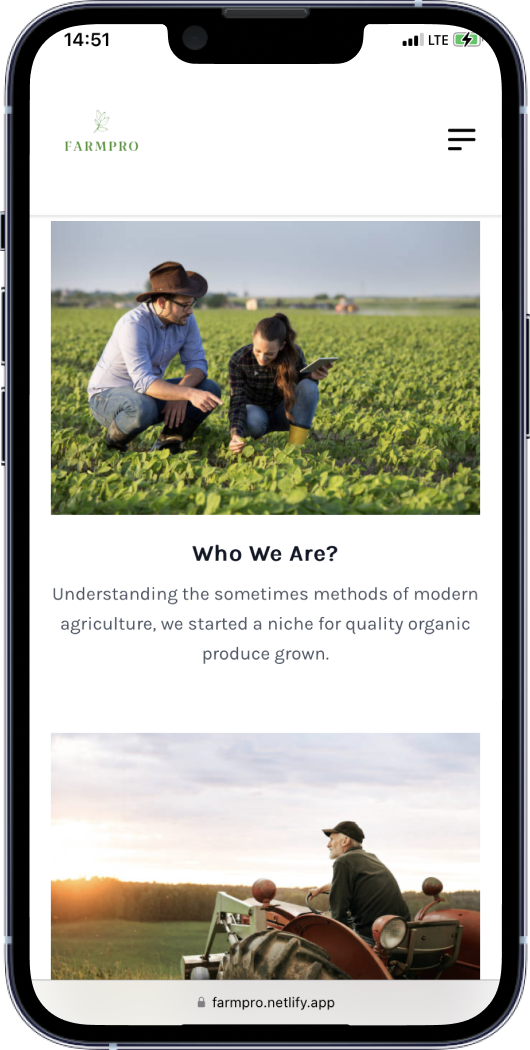 14:51
LTE
FARMPRO
Who We Are?
Understanding the sometimes methods of modern
agriculture, we started a niche for quality organic
produce grown.
farmpro.netlify.app